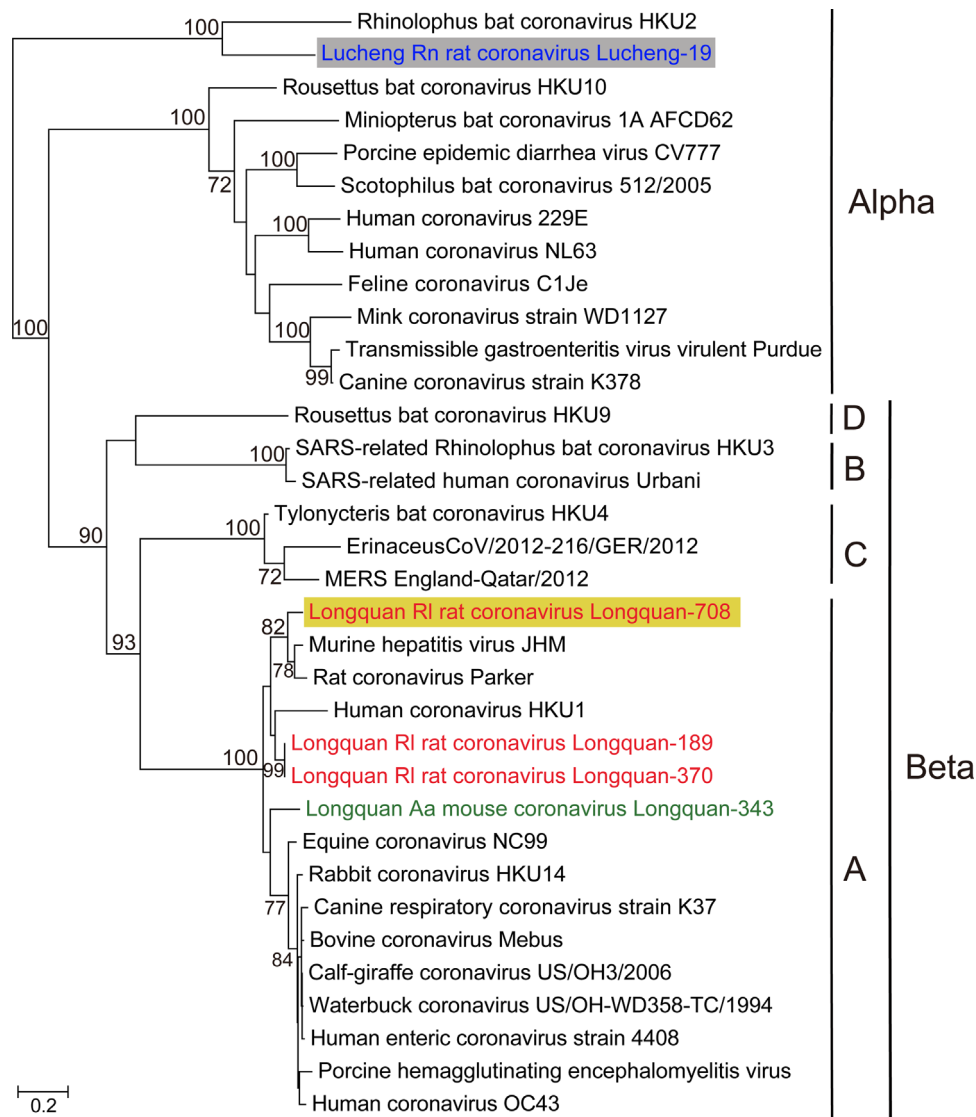 Rhinolophus bat coronavirus HKU2
100
Lucheng Rn rat coronavirus Lucheng-19
Rousettus bat coronavirus HKU10
100
Miniopterus bat coronavirus 1A AFCD62
Porcine epidemic diarrhea virus CV777
100
72
Scotophilus bat coronavirus 512/2005
Alpha
Human coronavirus 229E
100
Human coronavirus NL63
Feline coronavirus C1Je
Mink coronavirus strain WD1127
100
100
Transmissible gastroenteritis virus virulent Purdue
99
Canine coronavirus strain K378
Rousettus bat coronavirus HKU9
D
SARS-related Rhinolophus bat coronavirus HKU3
100
B
SARS-related human coronavirus Urbani
Tylonycteris bat coronavirus HKU4
100
90
ErinaceusCoV/2012-216/GER/2012
C
72
MERS England-Qatar/2012
Longquan Rl rat coronavirus Longquan-708
82
93
Murine hepatitis virus JHM
78
Rat coronavirus Parker
Human coronavirus HKU1
Longquan Rl rat coronavirus Longquan-189
100
99
Longquan Rl rat coronavirus Longquan-370
Beta
Longquan Aa mouse coronavirus Longquan-343
Equine coronavirus NC99
Rabbit coronavirus HKU14
A
77
Canine respiratory coronavirus strain K37
Bovine coronavirus Mebus
84
Calf-giraffe coronavirus US/OH3/2006
Waterbuck coronavirus US/OH-WD358-TC/1994
Human enteric coronavirus strain 4408
Porcine hemagglutinating encephalomyelitis virus
Human coronavirus OC43
0.2